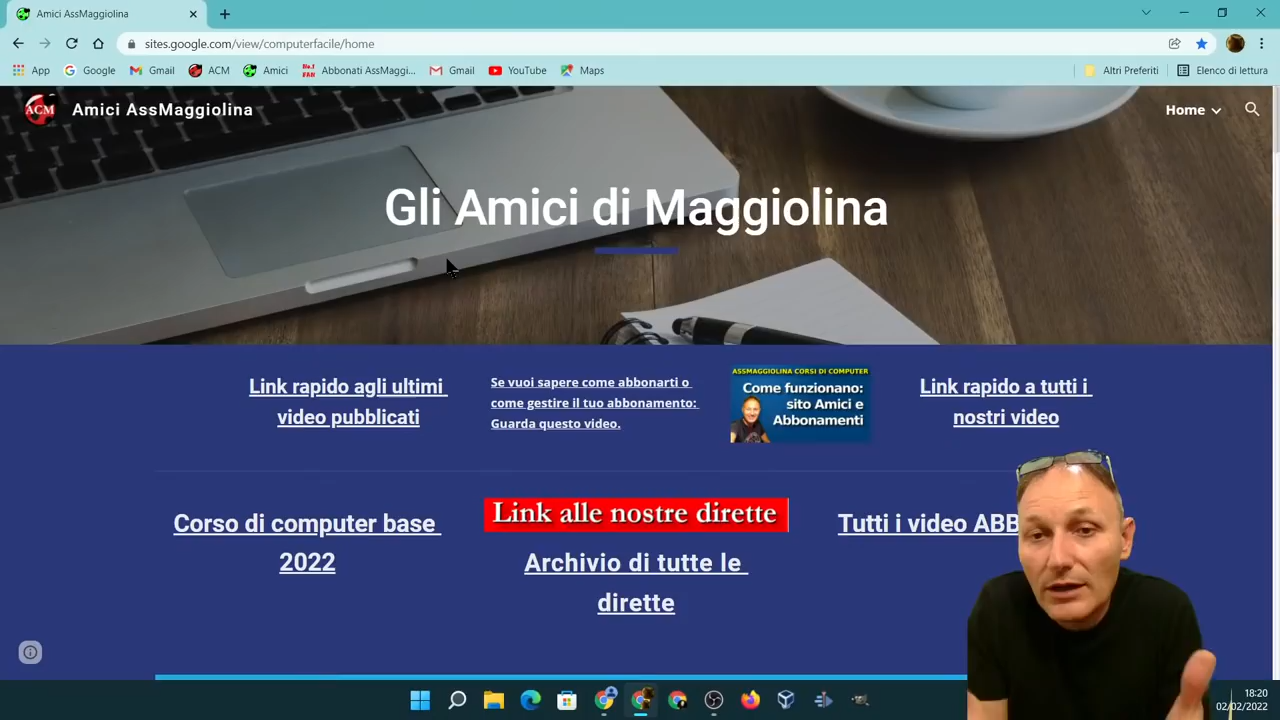 Amici AssMaggiolina
sites.google.com/view/computerfacile/home
App
Google
Gmail
ACM
Amici
No.1
FAN
Abbonati AssMaggi...
Gmail
YouTube
Maps
Altri Preferiti
Elenco di lettura
ACM
Amici AssMaggiolina
Home
Gli Amici di Maggiolina
Link rapido agli ultimi
video pubblicati
Se vuoi sapere come abbonarti o
come gestire il tuo abbonamento:
Guarda questo video.
ASSMAGGIOLINA CORSI DI COMPUTER
Come funzionano:
sito Amici e
Abbonamenti
Link rapido a tutti i
nostri video
Corso di computer base
2022
Link alle nostre dirette
Archivio di tutte le
dirette
Tutti i video ABB
18:20
02/02/2022